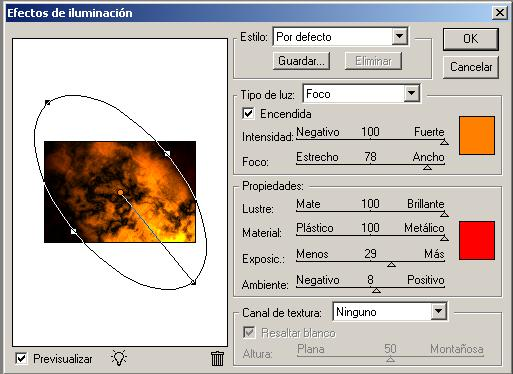 Efectos de iluminación
Estilo: Por defecto
OK
Guardar... Eliminar
Cancelar
Tipo de luz: Foco
Encendida
Intensidad: Negativo 100 Fuerte
Foco: Estrecho 78 Ancho
Propiedades:
Lustre: Mate 100 Brillante
Material: Plástico 100 Metálico
Exposic.: Menos 29 Más
Ambiente: Negativo 8 Positivo
Canal de textura: Ninguno
Resaltar blanco
Altura: Plana 50 Montañosa
Previsualizar